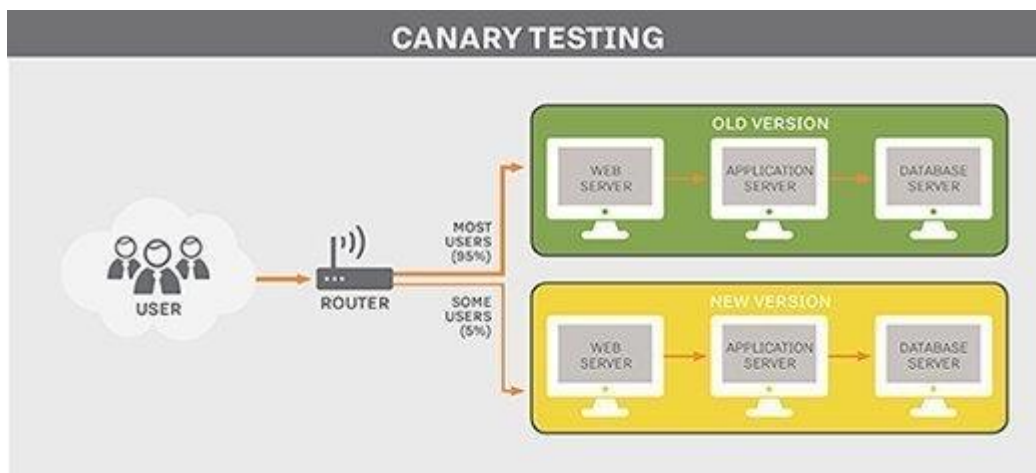 CANARY TESTING
USER
ROUTER
MOST
USERS
(95%)
SOME
USERS
(5%)
OLD VERSION
WEB
SERVER
APPLICATION
SERVER
DATABASE
SERVER
NEW VERSION
WEB
SERVER
APPLICATION
SERVER
DATABASE
SERVER